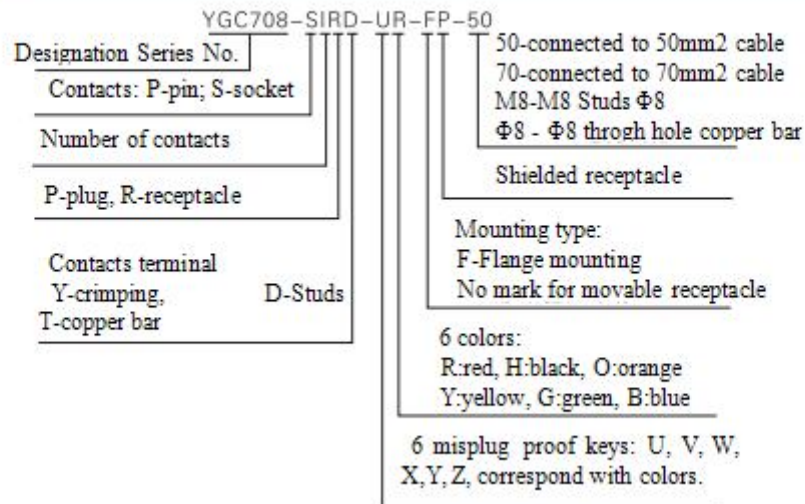 YGC708-SIRD-UR-FP-50
Designation Series No.
Contacts: P-pin; S-socket
Number of contacts
P-plug, R-receptacle
Contacts terminal
Y-crimping, D-Studs
T-copper bar
50-connected to 50mm2 cable
70-connected to 70mm2 cable
M8-M8 Studs Φ8
Φ8 - Φ8 throgh hole copper bar
Shielded receptacle
Mounting type:
F-Flange mounting
No mark for movable receptacle
6 colors:
R:red, H:black, O:orange
Y:yellow, G:green, B:blue
6 misplug proof keys: U, V, W,
X,Y, Z, correspond with colors.